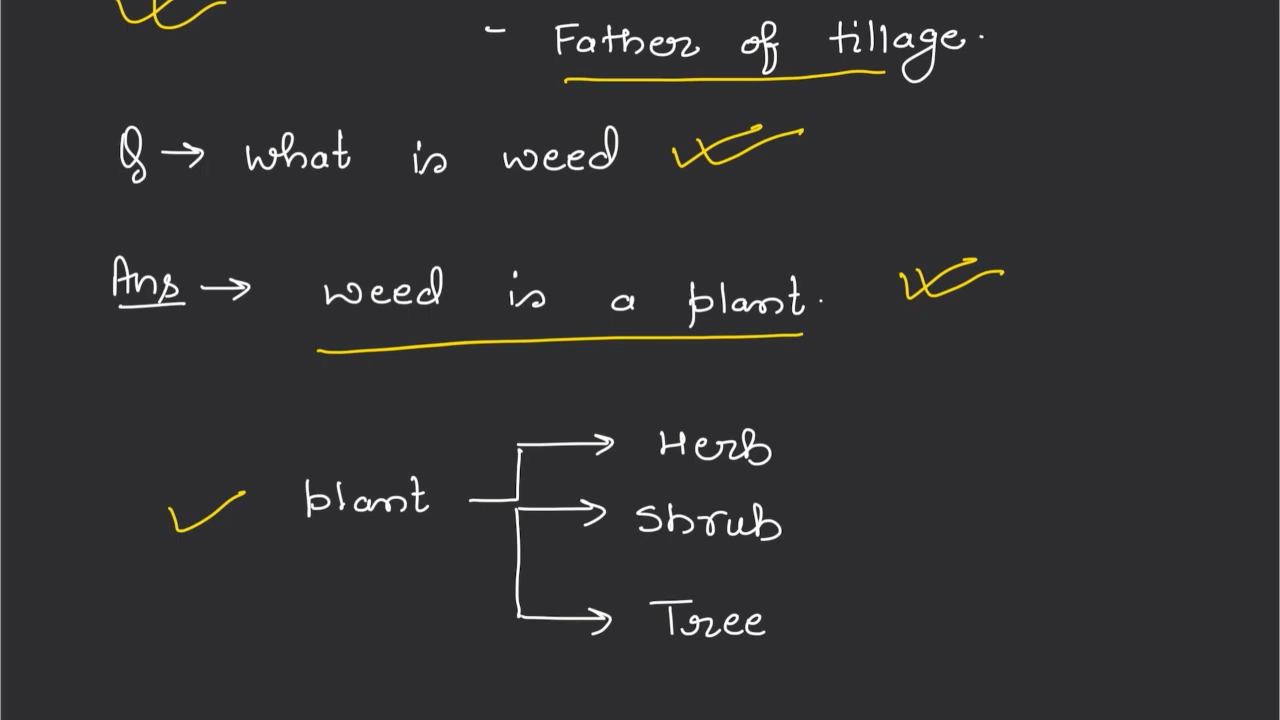 - Father of tillage.
Q → what is weed
Ans → weed is a plant.
Herb
plant
Shrub
Tree